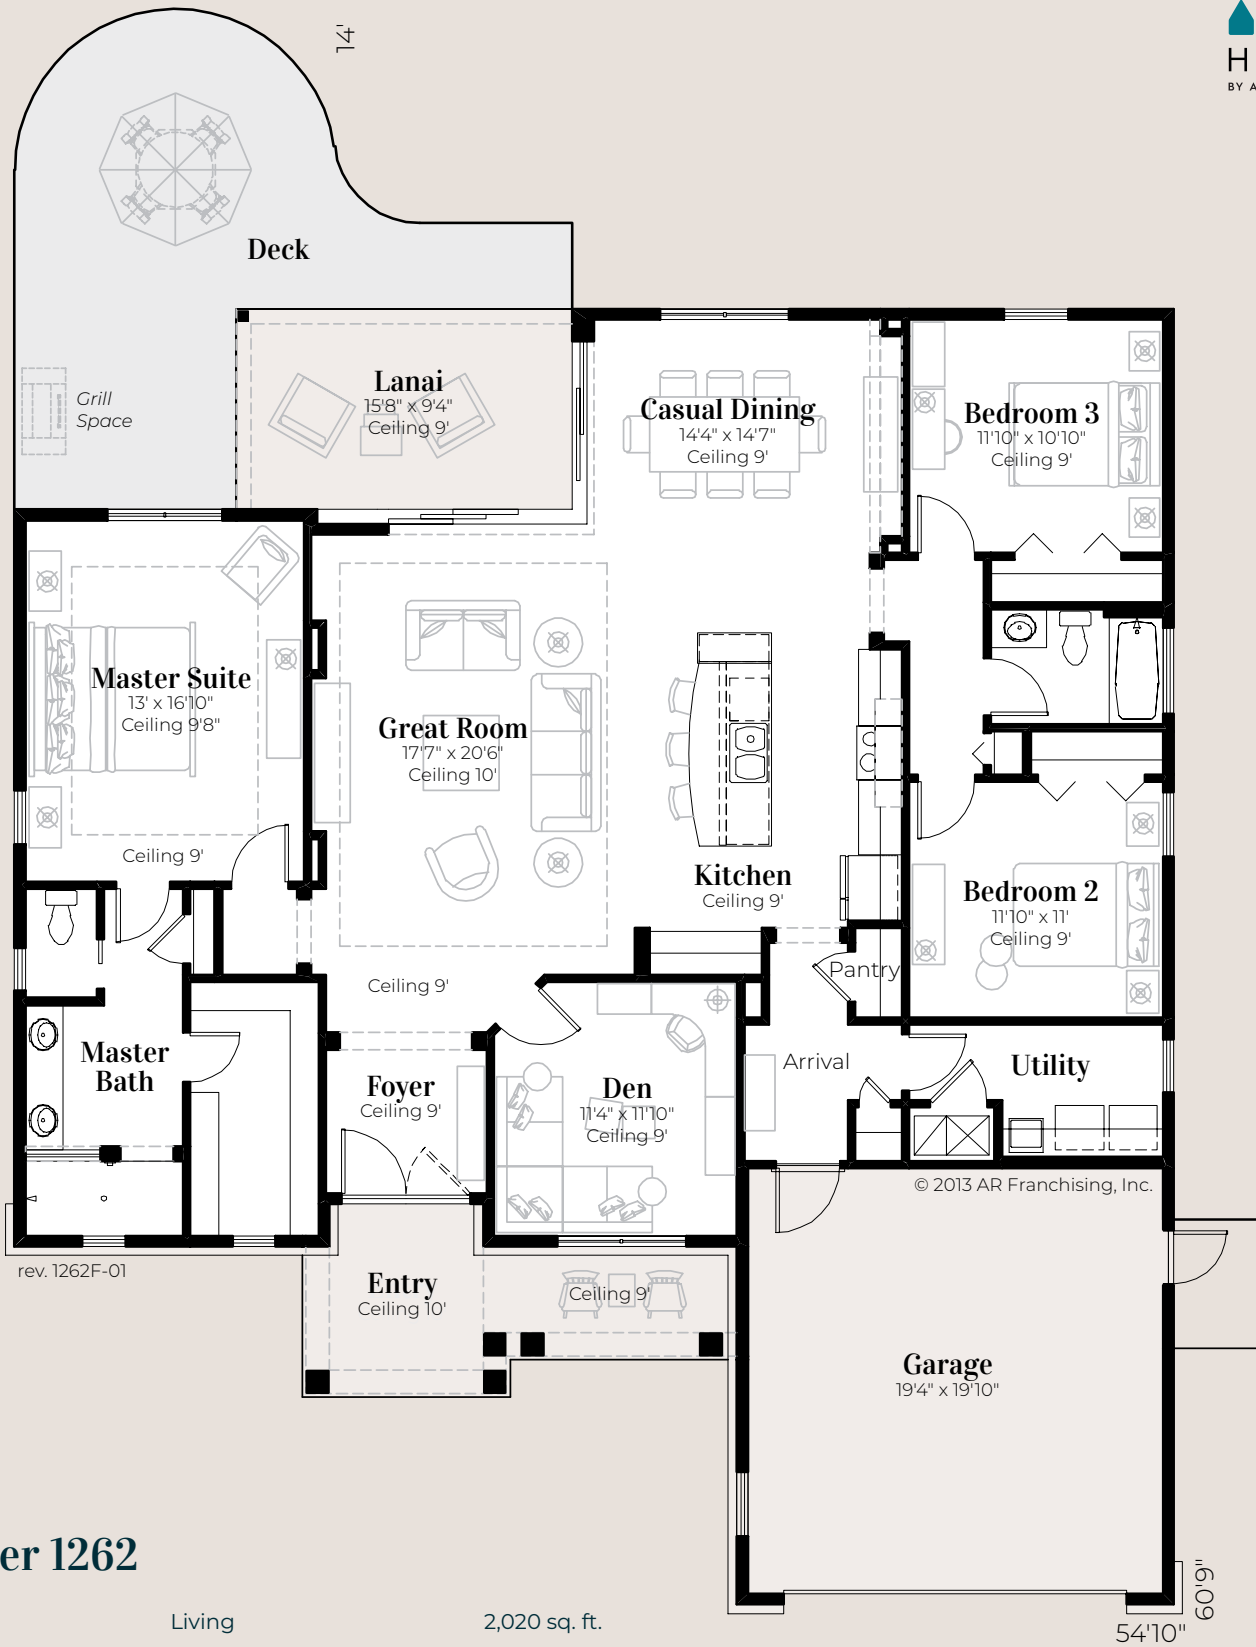 14'
H
BY A
Deck
Grill
Space
Lanai
15'8" x 9'4"
Ceiling 9'
Casual Dining
14'4" x 14'7"
Ceiling 9'
Bedroom 3
11'10" x 10'10"
Ceiling 9'
Master Suite
13' x 16'10"
Ceiling 9'8"
Ceiling 9'
Great Room
17'7" x 20'6"
Ceiling 10'
Ceiling 9'
Kitchen
Ceiling 9'
Bedroom 2
11'10" x 11'
Ceiling 9'
Pantry
Master
Bath
Foyer
Ceiling 9'
Den
11'4" x 11'10"
Ceiling 9'
Arrival
Utility
© 2013 AR Franchising, Inc.
rev. 1262F-01
Entry
Ceiling 10'
Ceiling 9'
Garage
19'4" x 19'10"
er 1262
Living 2,020 sq. ft.
60'9"
54'10"